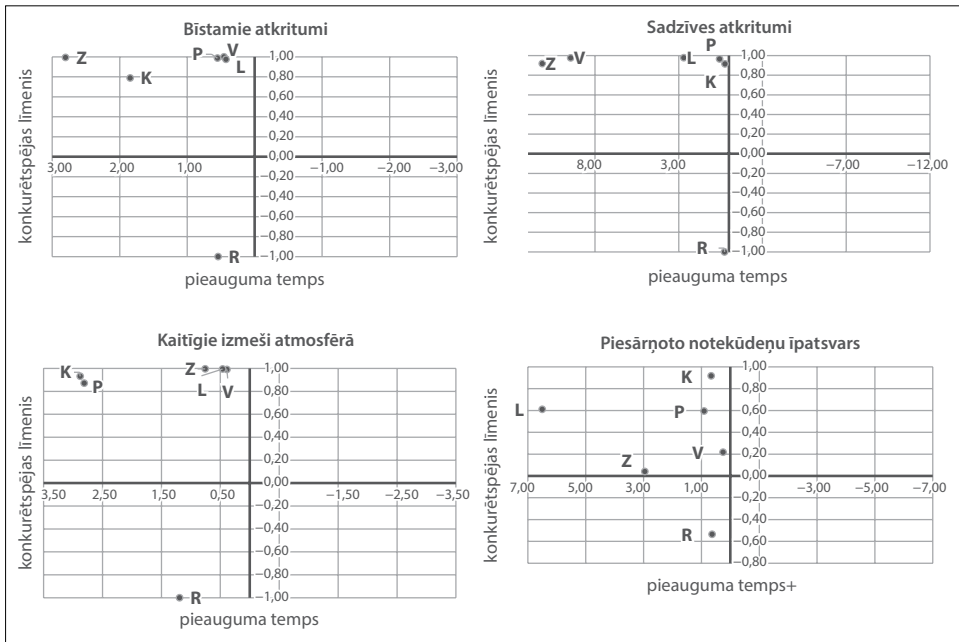 Bīstamie atkritumi
konkurētspējas līmenis
1,00
0,80
0,60
0,40
0,20
0,00
−0,20
−0,40
−0,60
−0,80
−1,00
3,00 2,00 1,00 −1,00 −2,00 −3,00
Z
K
P
V
L
R
pieauguma temps
Sadzīves atkritumi
konkurētspējas līmenis
1,00
0,80
0,60
0,40
0,20
0,00
−0,20
−0,40
−0,60
−0,80
−1,00
8,00 3,00 −7,00 −12,00
Z
V
L
P
K
R
pieauguma temps
Kaitīgie izmeši atmosfērā
konkurētspējas līmenis
1,00
0,80
0,60
0,40
0,20
0,00
−0,20
−0,40
−0,60
−0,80
−1,00
3,50 2,50 1,50 0,50 −1,50 −2,50 −3,50
K
P
Z
L
V
R
pieauguma temps
Piesārņoto notekūdeņu īpatsvars
konkurētspējas līmenis
1,00
0,80
0,60
0,40
0,20
0,00
−0,20
−0,40
−0,60
−0,80
7,00 5,00 3,00 1,00 −3,00 −5,00 −7,00
K
L
P
V
Z
R
pieauguma temps+